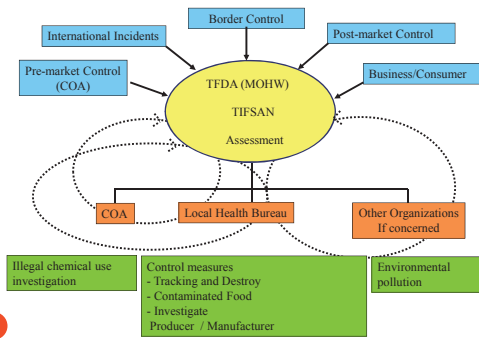 Border Control
International Incidents
Post-market Control
Pre-market Control
(COA)
TFDA (MOHW)
TIFSAN
Assessment
Business/Consumer
COA
Local Health Bureau
Other Organizations
If concerned
Illegal chemical use
investigation
Control measures
- Tracking and Destroy
- Contaminated Food
- Investigate
Producer / Manufacturer
Environmental
pollution